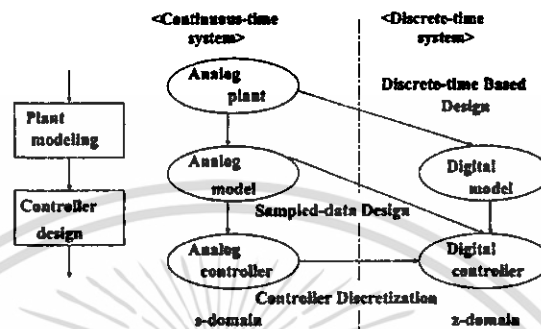 <Continuous-time
system>
<Discrete-time
system>
Analog
plant
Discrete-time Based
Design
Plant
modeling
Analog
model
Digital
model
Sampled-data Design
Controller
design
Analog
controller
Digital
controller
Controller Discretization
s-domain
z-domain